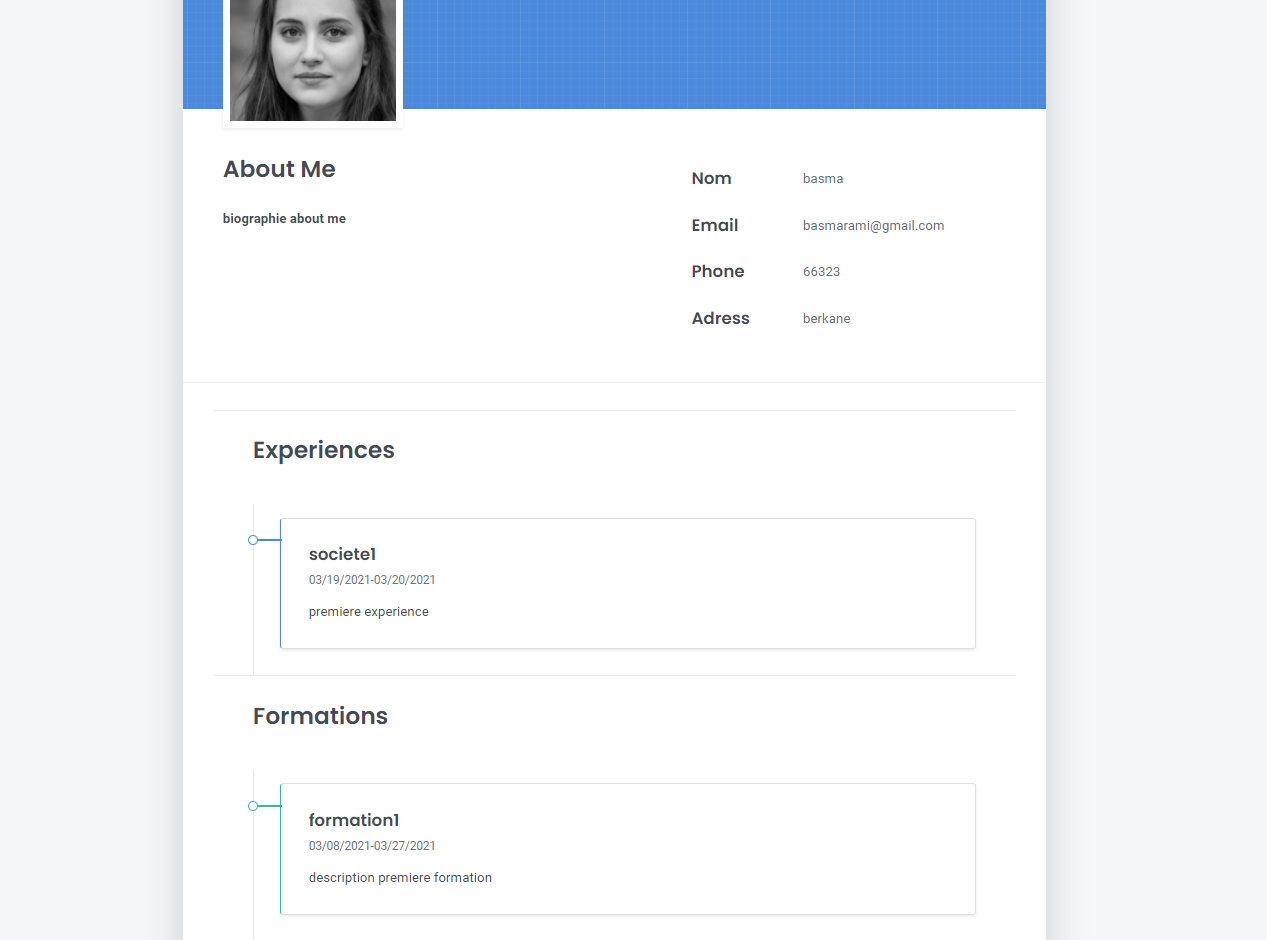 About Me
biographie about me
Nom basma
Email basmarami@gmail.com
Phone 66323
Adress berkane
Experiences
societe1
03/19/2021-03/20/2021
premiere experience
Formations
formation1
03/08/2021-03/27/2021
description premiere formation